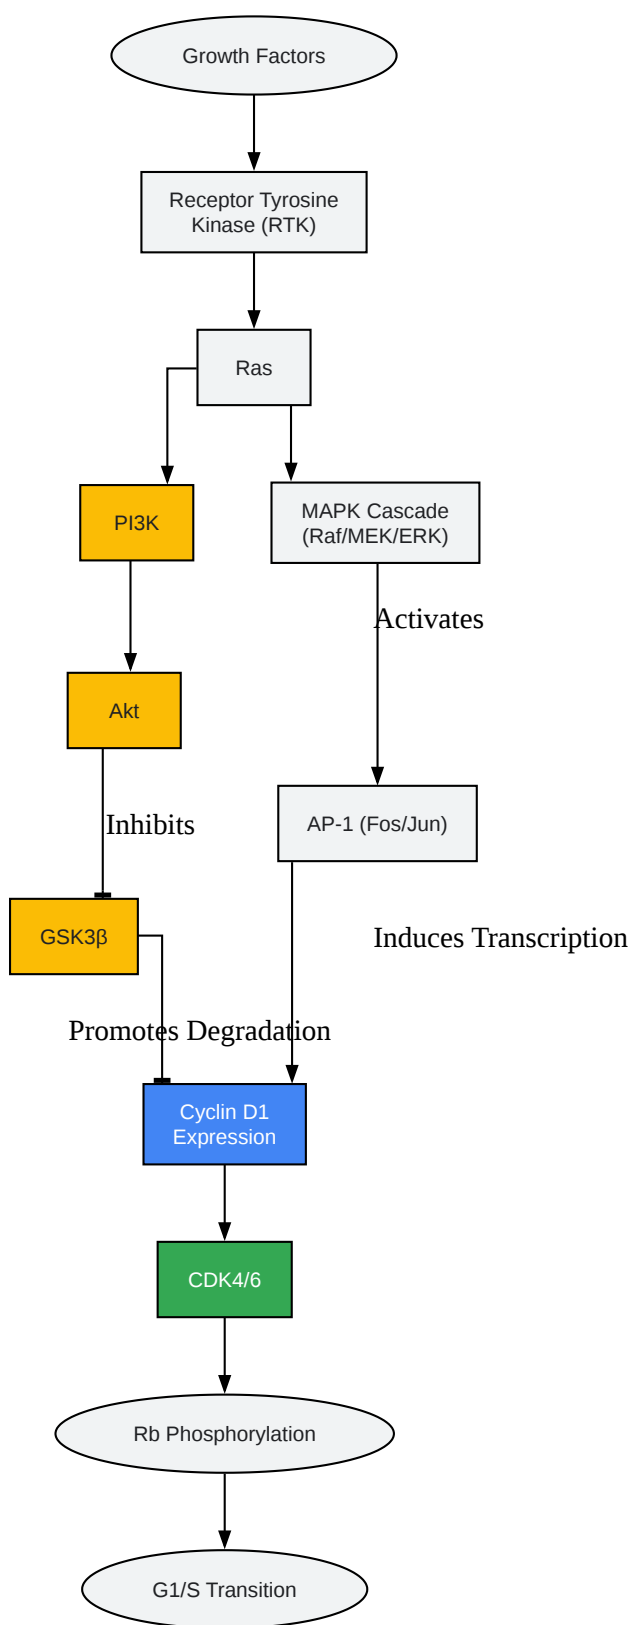 Growth Factors
Receptor Tyrosine
Kinase (RTK)
Ras
PI3K
MAPK Cascade
(Raf/MEK/ERK)
Activates
Akt
Inhibits
AP-1 (Fos/Jun)
GSK3β
Induces Transcription
Promotes Degradation
Cyclin D1
Expression
CDK4/6
Rb Phosphorylation
G1/S Transition